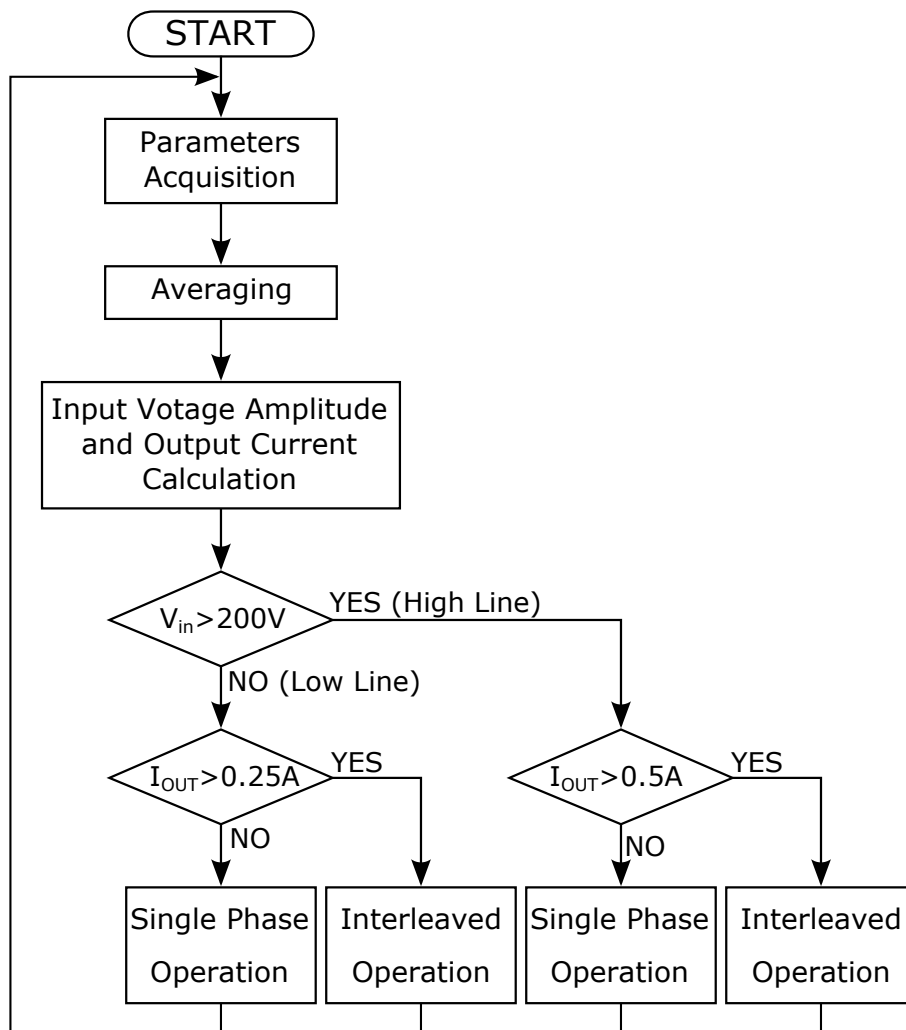 START
Parameters
Acquisition
Averaging
Input Votage Amplitude
and Output Current
Calculation
Vin>200V
YES (High Line)
NO (Low Line)
IOUT>0.25A
YES
NO
IOUT>0.5A
YES
NO
Single Phase
Operation
Interleaved
Operation
Single Phase
Operation
Interleaved
Operation